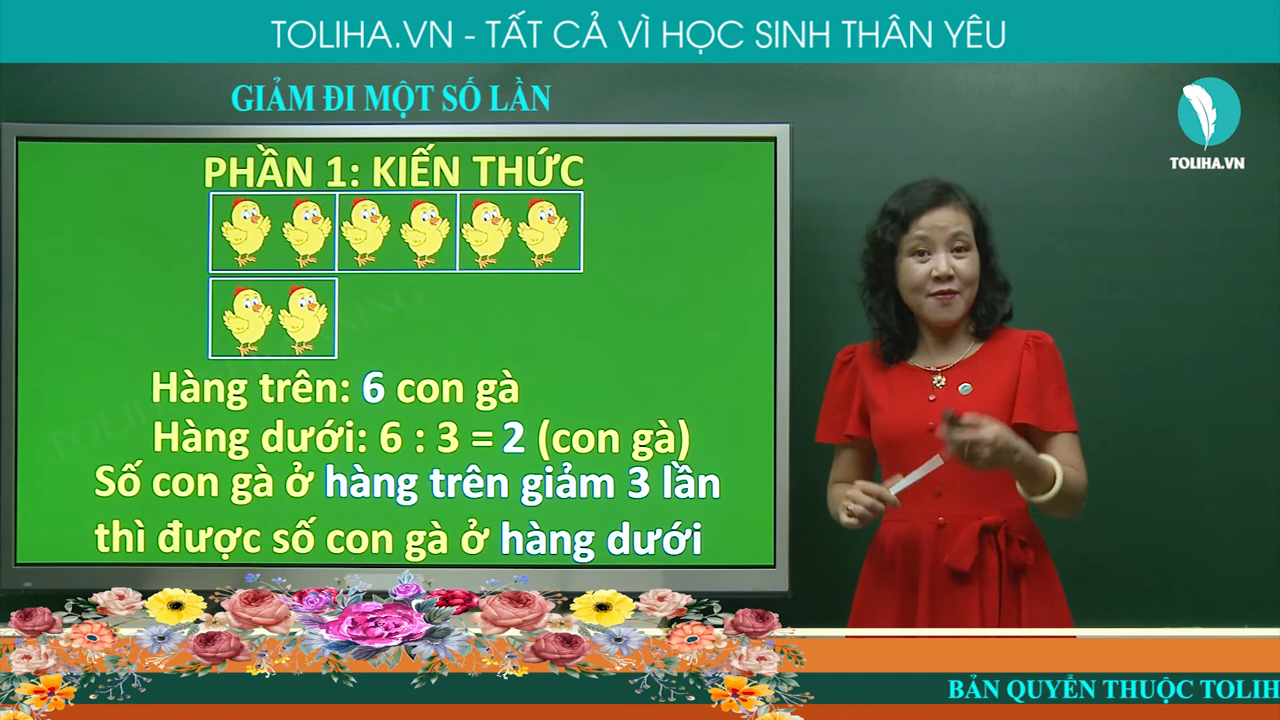 TOLIHA.VN - TẤT CẢ VÌ HỌC SINH THÂN YÊU
GIẢM ĐI MỘT SỐ LẦN
TOLIHA.VN
PHẦN 1: KIẾN THỨC
Hàng trên: 6 con gà
Hàng dưới: 6 : 3 = 2 (con gà)
Số con gà ở hàng trên giảm 3 lần
thì được số con gà ở hàng dưới
BẢN QUYỀN THUỘC TOLIH